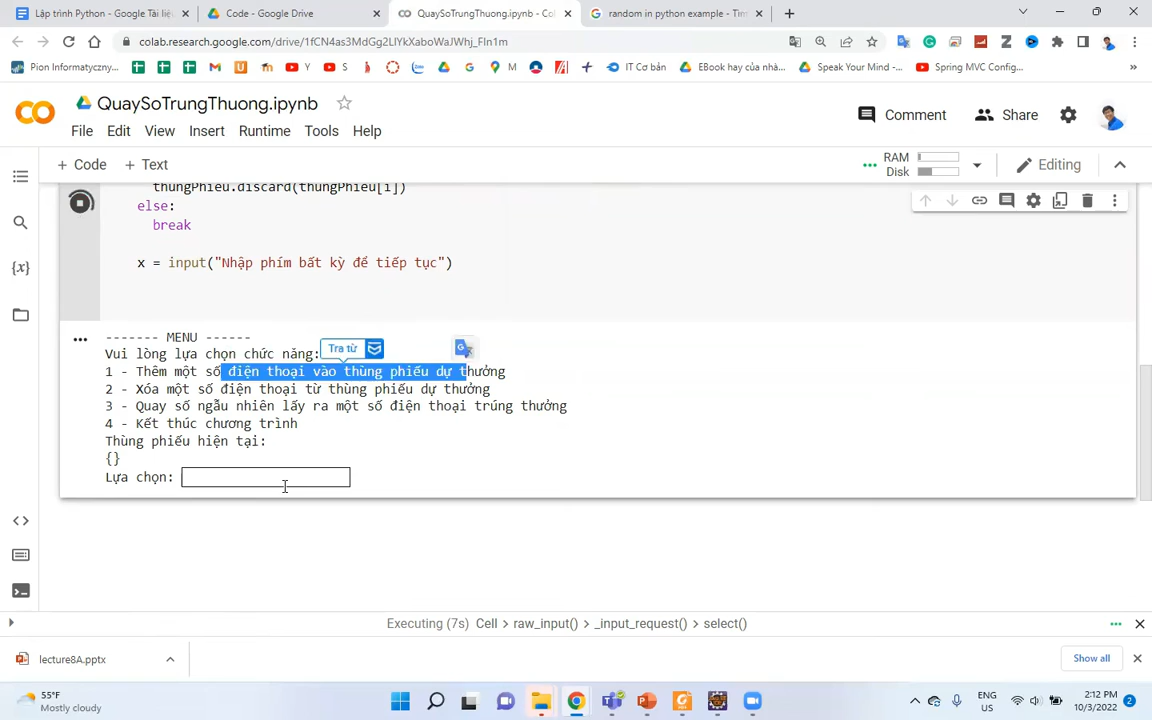 Lập trình Python - Google Tài liệu
Code - Google Drive
QuaySoTrungThuong.ipynb - Col
random in python example - Tìm
colab.research.google.com/drive/1fCN4as3MdGg2LlYkXaboWaJWhj_Fln1m
Pion Informatyczny...
Y
S
M
IT Cơ bản
EBook hay của nhà...
Speak Your Mind -...
Spring MVC Config...
QuaySoTrungThuong.ipynb
File Edit View Insert Runtime Tools Help
Comment
Share
+ Code + Text
RAM
Disk
Editing
thungPhieu.discard(thungPhieu[i])
else:
break
x = input("Nhập phím bất kỳ để tiếp tục")
------- MENU ------
Vui lòng lựa chọn chức năng:
Tra từ
1 - Thêm một số điện thoại vào thùng phiếu dự thưởng
2 - Xóa một số điện thoại từ thùng phiếu dự thưởng
3 - Quay số ngẫu nhiên lấy ra một số điện thoại trúng thưởng
4 - Kết thúc chương trình
Thùng phiếu hiện tại:
{}
Lựa chọn:
Executing (7s) Cell > raw_input() > _input_request() > select()
lecture8A.pptx
Show all
55°F
Mostly cloudy
ENG
US
2:12 PM
10/3/2022
2